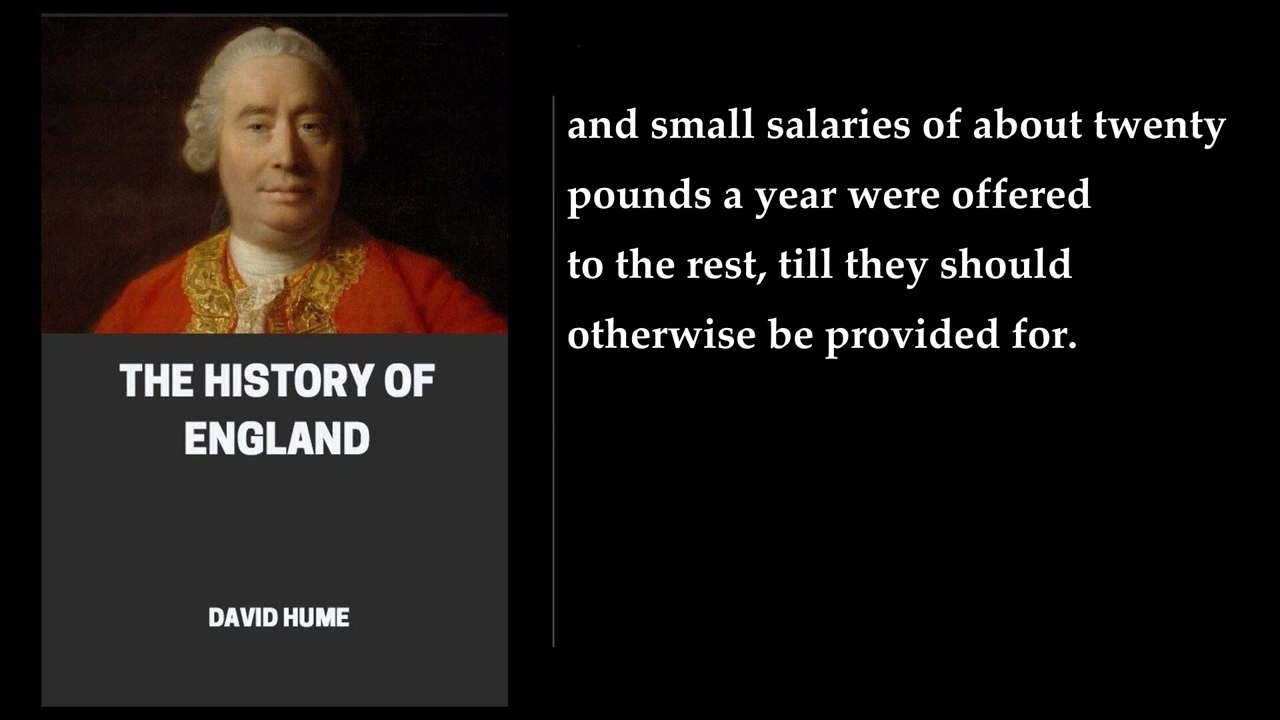 THE HISTORY OF
ENGLAND
DAVID HUME
and small salaries of about twenty
pounds a year were offered
to the rest, till they should
otherwise be provided for.